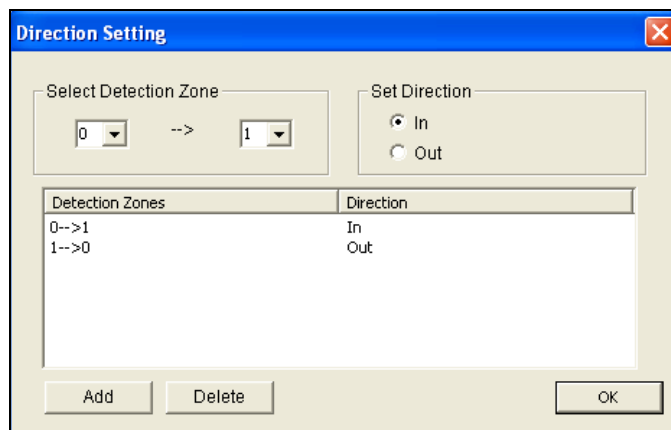 Direction Setting
Select Detection Zone
0 --> 1
Set Direction
In
Out
Detection Zones Direction
0-->1 In
1-->0 Out
Add Delete OK